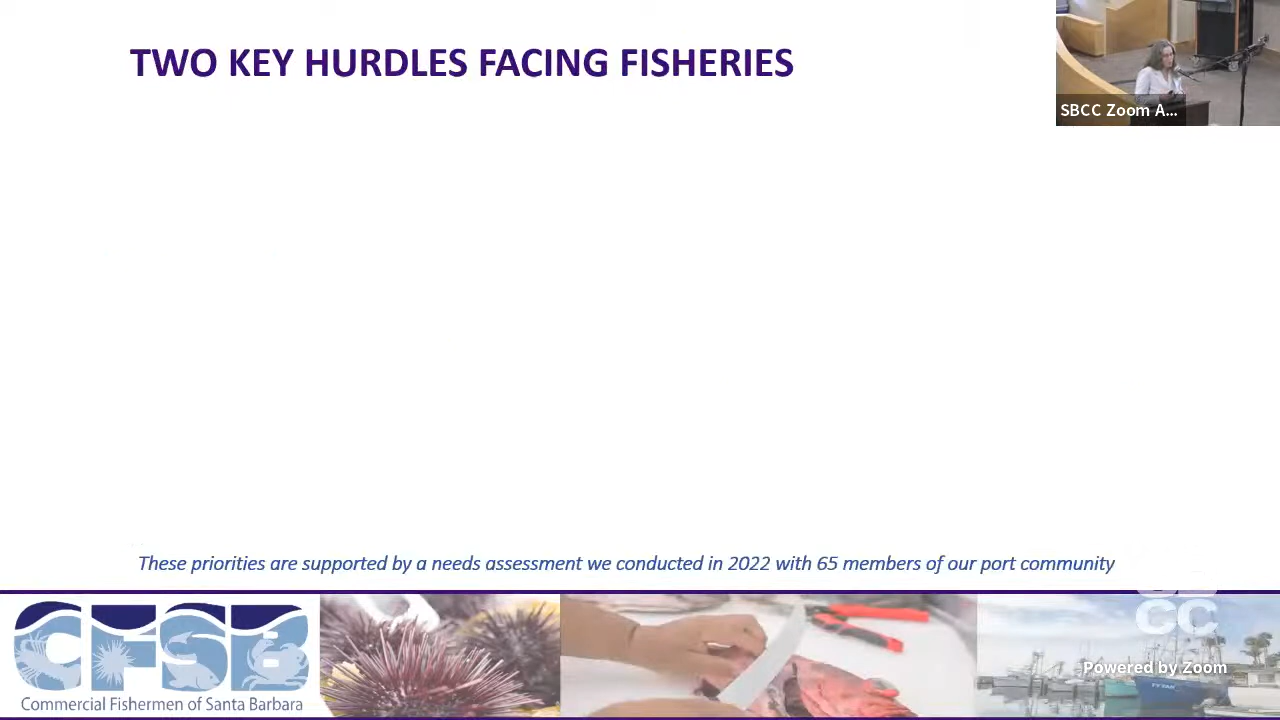 TWO KEY HURDLES FACING FISHERIES
SBCC Zoom A...
These priorities are supported by a needs assessment we conducted in 2022 with 65 members of our port community
CFSB
Commercial Fishermen of Santa Barbara
CC
Powered by Zoom